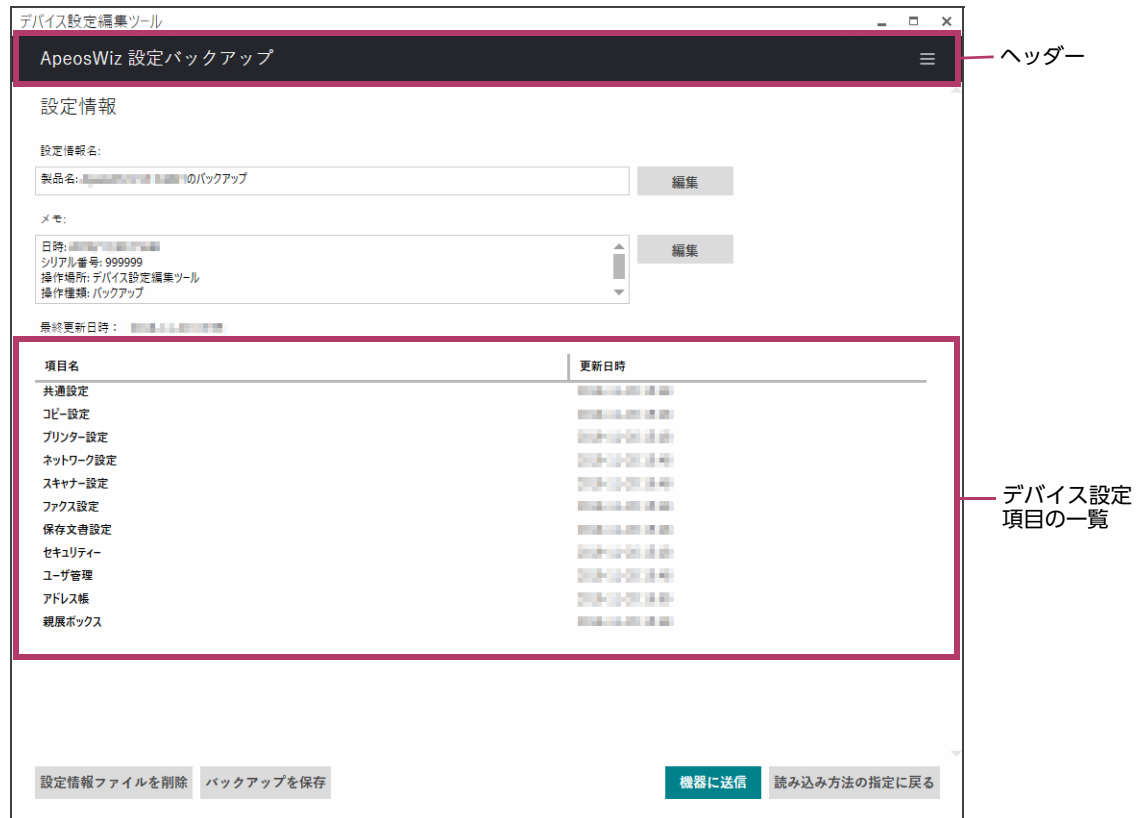 デバイス設定編集ツール
ApeosWiz 設定バックアップ
ヘッダー
設定情報
設定情報名:
製品名: のバックアップ
編集
メモ:
日時:
シリアル番号: 999999
操作場所: デバイス設定編集ツール
操作種類: バックアップ
編集
最終更新日時：
項目名 更新日時
共通設定
コピー設定
プリンター設定
ネットワーク設定
スキャナー設定
ファクス設定
保存文書設定
セキュリティー
ユーザ管理
アドレス帳
親展ボックス
デバイス設定
項目の一覧
設定情報ファイルを削除 バックアップを保存 機器に送信 読み込み方法の指定に戻る